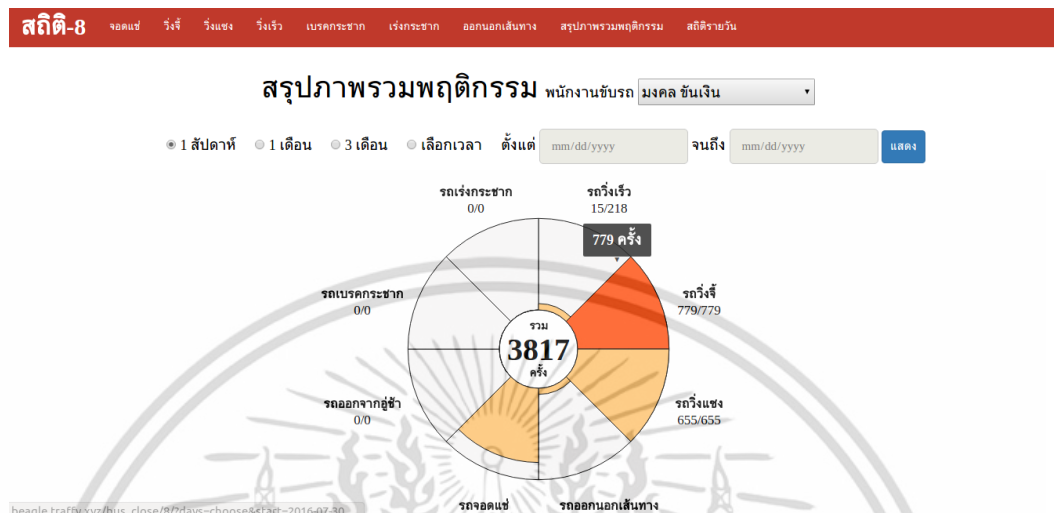 สถิติ-8 จอดแช่ วิ่งจี้ วิ่งแซง วิ่งเร็ว เบรคกระชาก เร่งกระชาก ออกนอกเส้นทาง สรุปภาพรวมพฤติกรรม สถิติรายวัน
สรุปภาพรวมพฤติกรรม พนักงานขับรถ มงคล ขันเงิน
1 สัปดาห์ 1 เดือน 3 เดือน เลือกเวลา ตั้งแต่ mm/dd/yyyy จนถึง mm/dd/yyyy แสดง
รถเร่งกระชาก
0/0
รถวิ่งเร็ว
15/218
779 ครั้ง
รถเบรคกระชาก
0/0
รถวิ่งจี้
779/779
รวม
3817
ครั้ง
รถออกจากอู่ช้า
0/0
รถวิ่งแซง
655/655
รถจอดแช่
รถออกนอกเส้นทาง
beagle.traffy.xyz/bus_close/8/?days=choose&start=2016-07-30